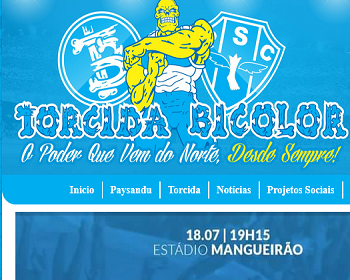 S C
TORCIDA BICOLOR
O Poder Que Vem do Norte, Desde Sempre!
Inicio Paysandu Torcida Notícias Projetos Sociais
18.07 | 19H15
ESTÁDIO MANGUEIRÃO